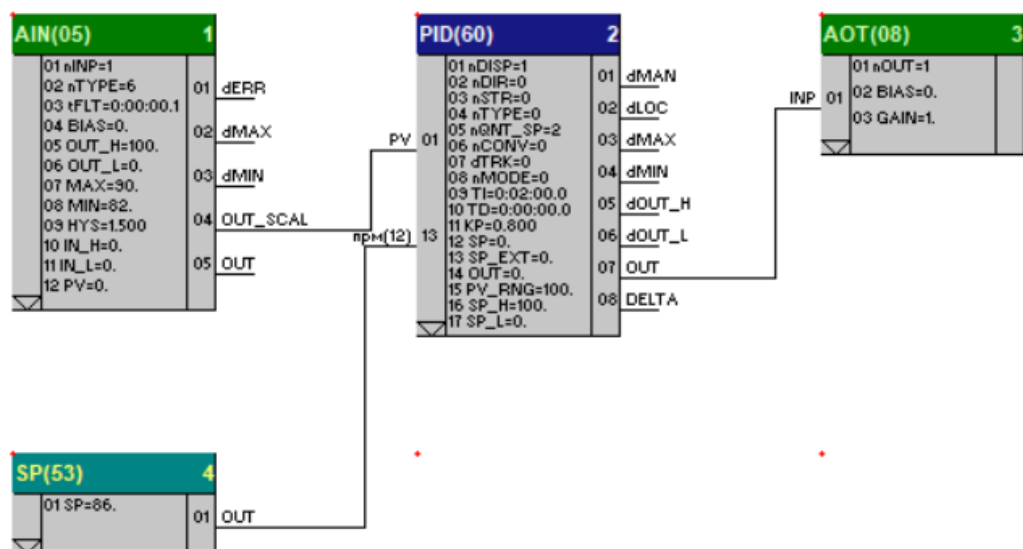 AIN(05) 1
01 nINP=1
02 nTYPE=6
03 tFLT=0:00:00.1
04 BIAS=0.
05 OUT_H=100.
06 OUT_L=0.
07 MAX=90.
08 MIN=82.
09 HYS=1.500
10 IN_H=0.
11 IN_L=0.
12 PV=0.
01 dERR
02 dMAX
03 dMIN
04 OUT_SCAL
05 OUT
PID(60) 2
PV 01
прм(12) 13
01 nDISP=1
02 nDIR=0
03 nSTR=0
04 nTYPE=0
05 nQNT_SP=2
06 nCONV=0
07 dTRK=0
08 nMODE=0
09 TI=0:02:00.0
10 TD=0:00:00.0
11 KP=0.800
12 SP=0.
13 SP_EXT=0.
14 OUT=0.
15 PV_RNG=100.
16 SP_H=100.
17 SP_L=0.
01 dMAN
02 dLOC
03 dMAX
04 dMIN
05 dOUT_H
06 dOUT_L
07 OUT
08 DELTA
AOT(08) 3
INP 01
01 nOUT=1
02 BIAS=0.
03 GAIN=1.
SP(53) 4
01 SP=86.
01 OUT